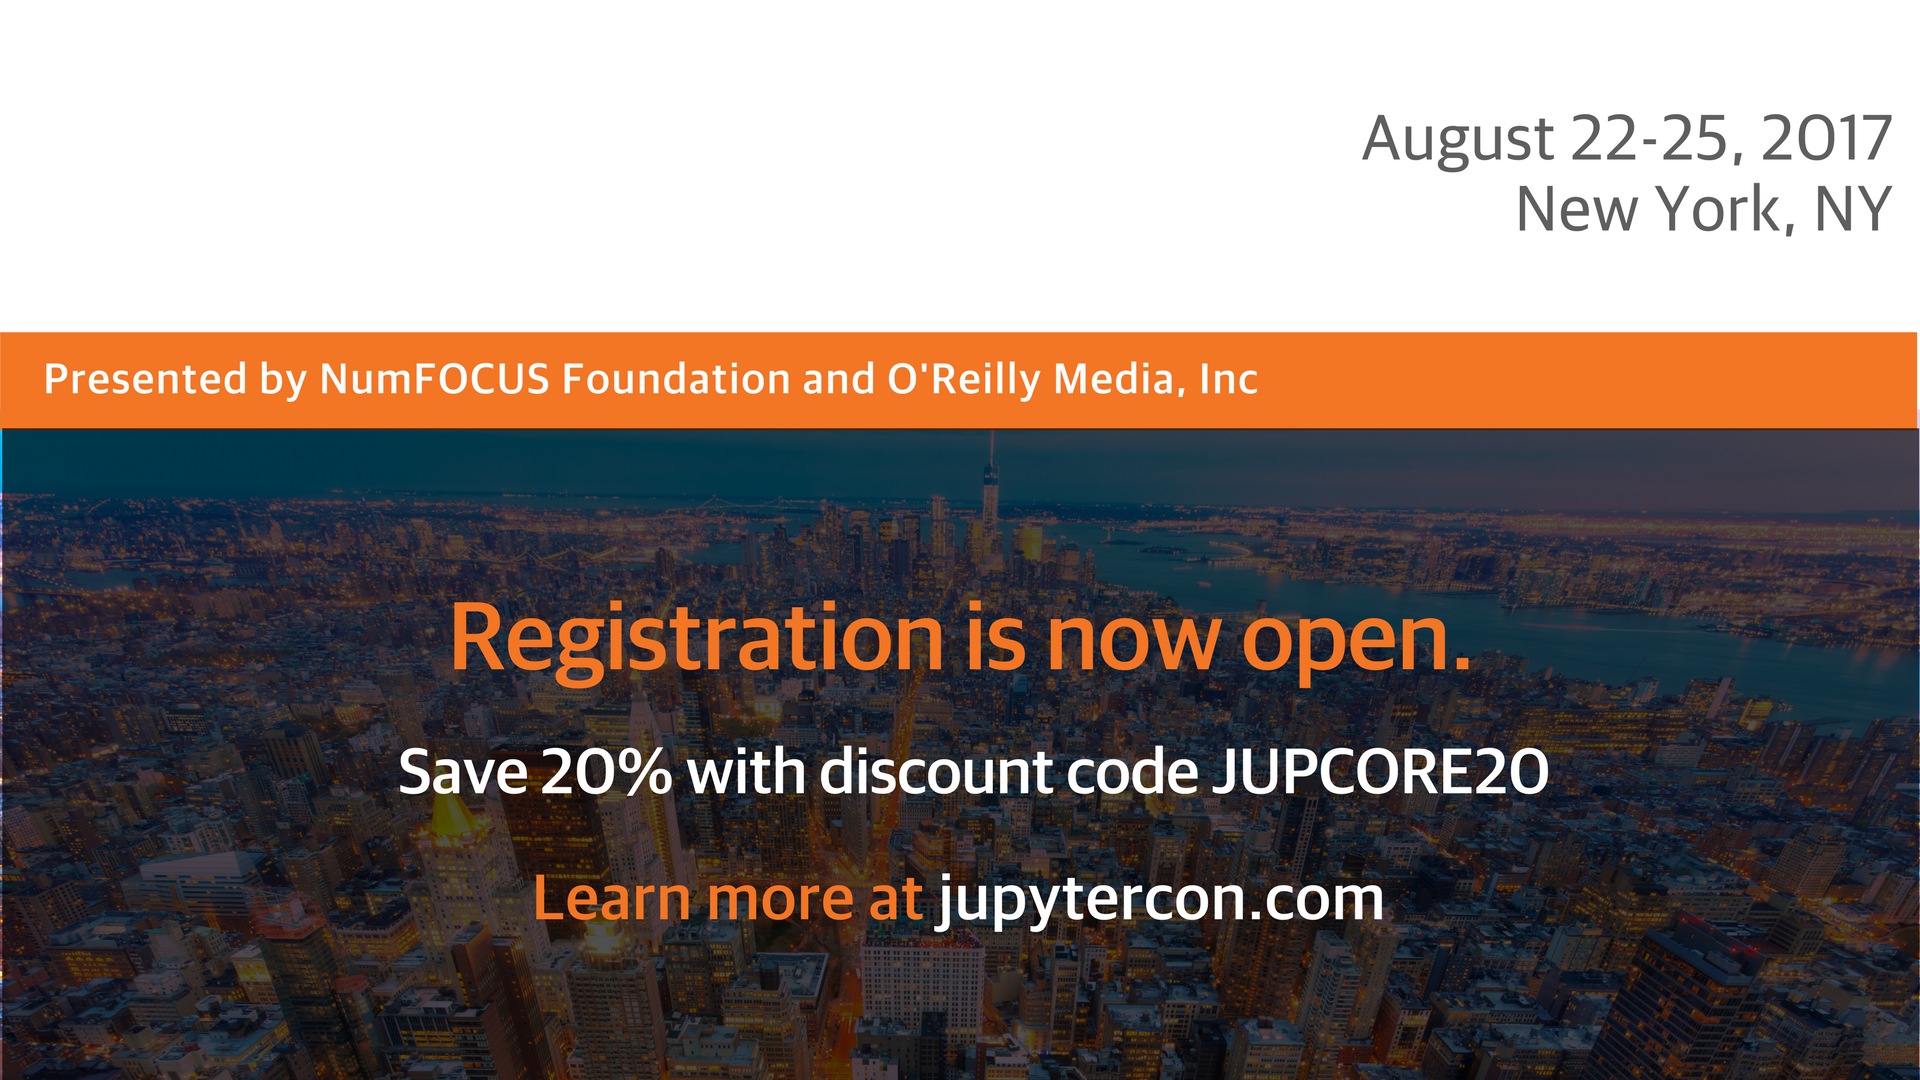 August 22-25, 2017
New York, NY
Presented by NumFOCUS Foundation and O'Reilly Media, Inc
Registration is now open.
Save 20% with discount code JUPCORE20
Learn more at jupytercon.com